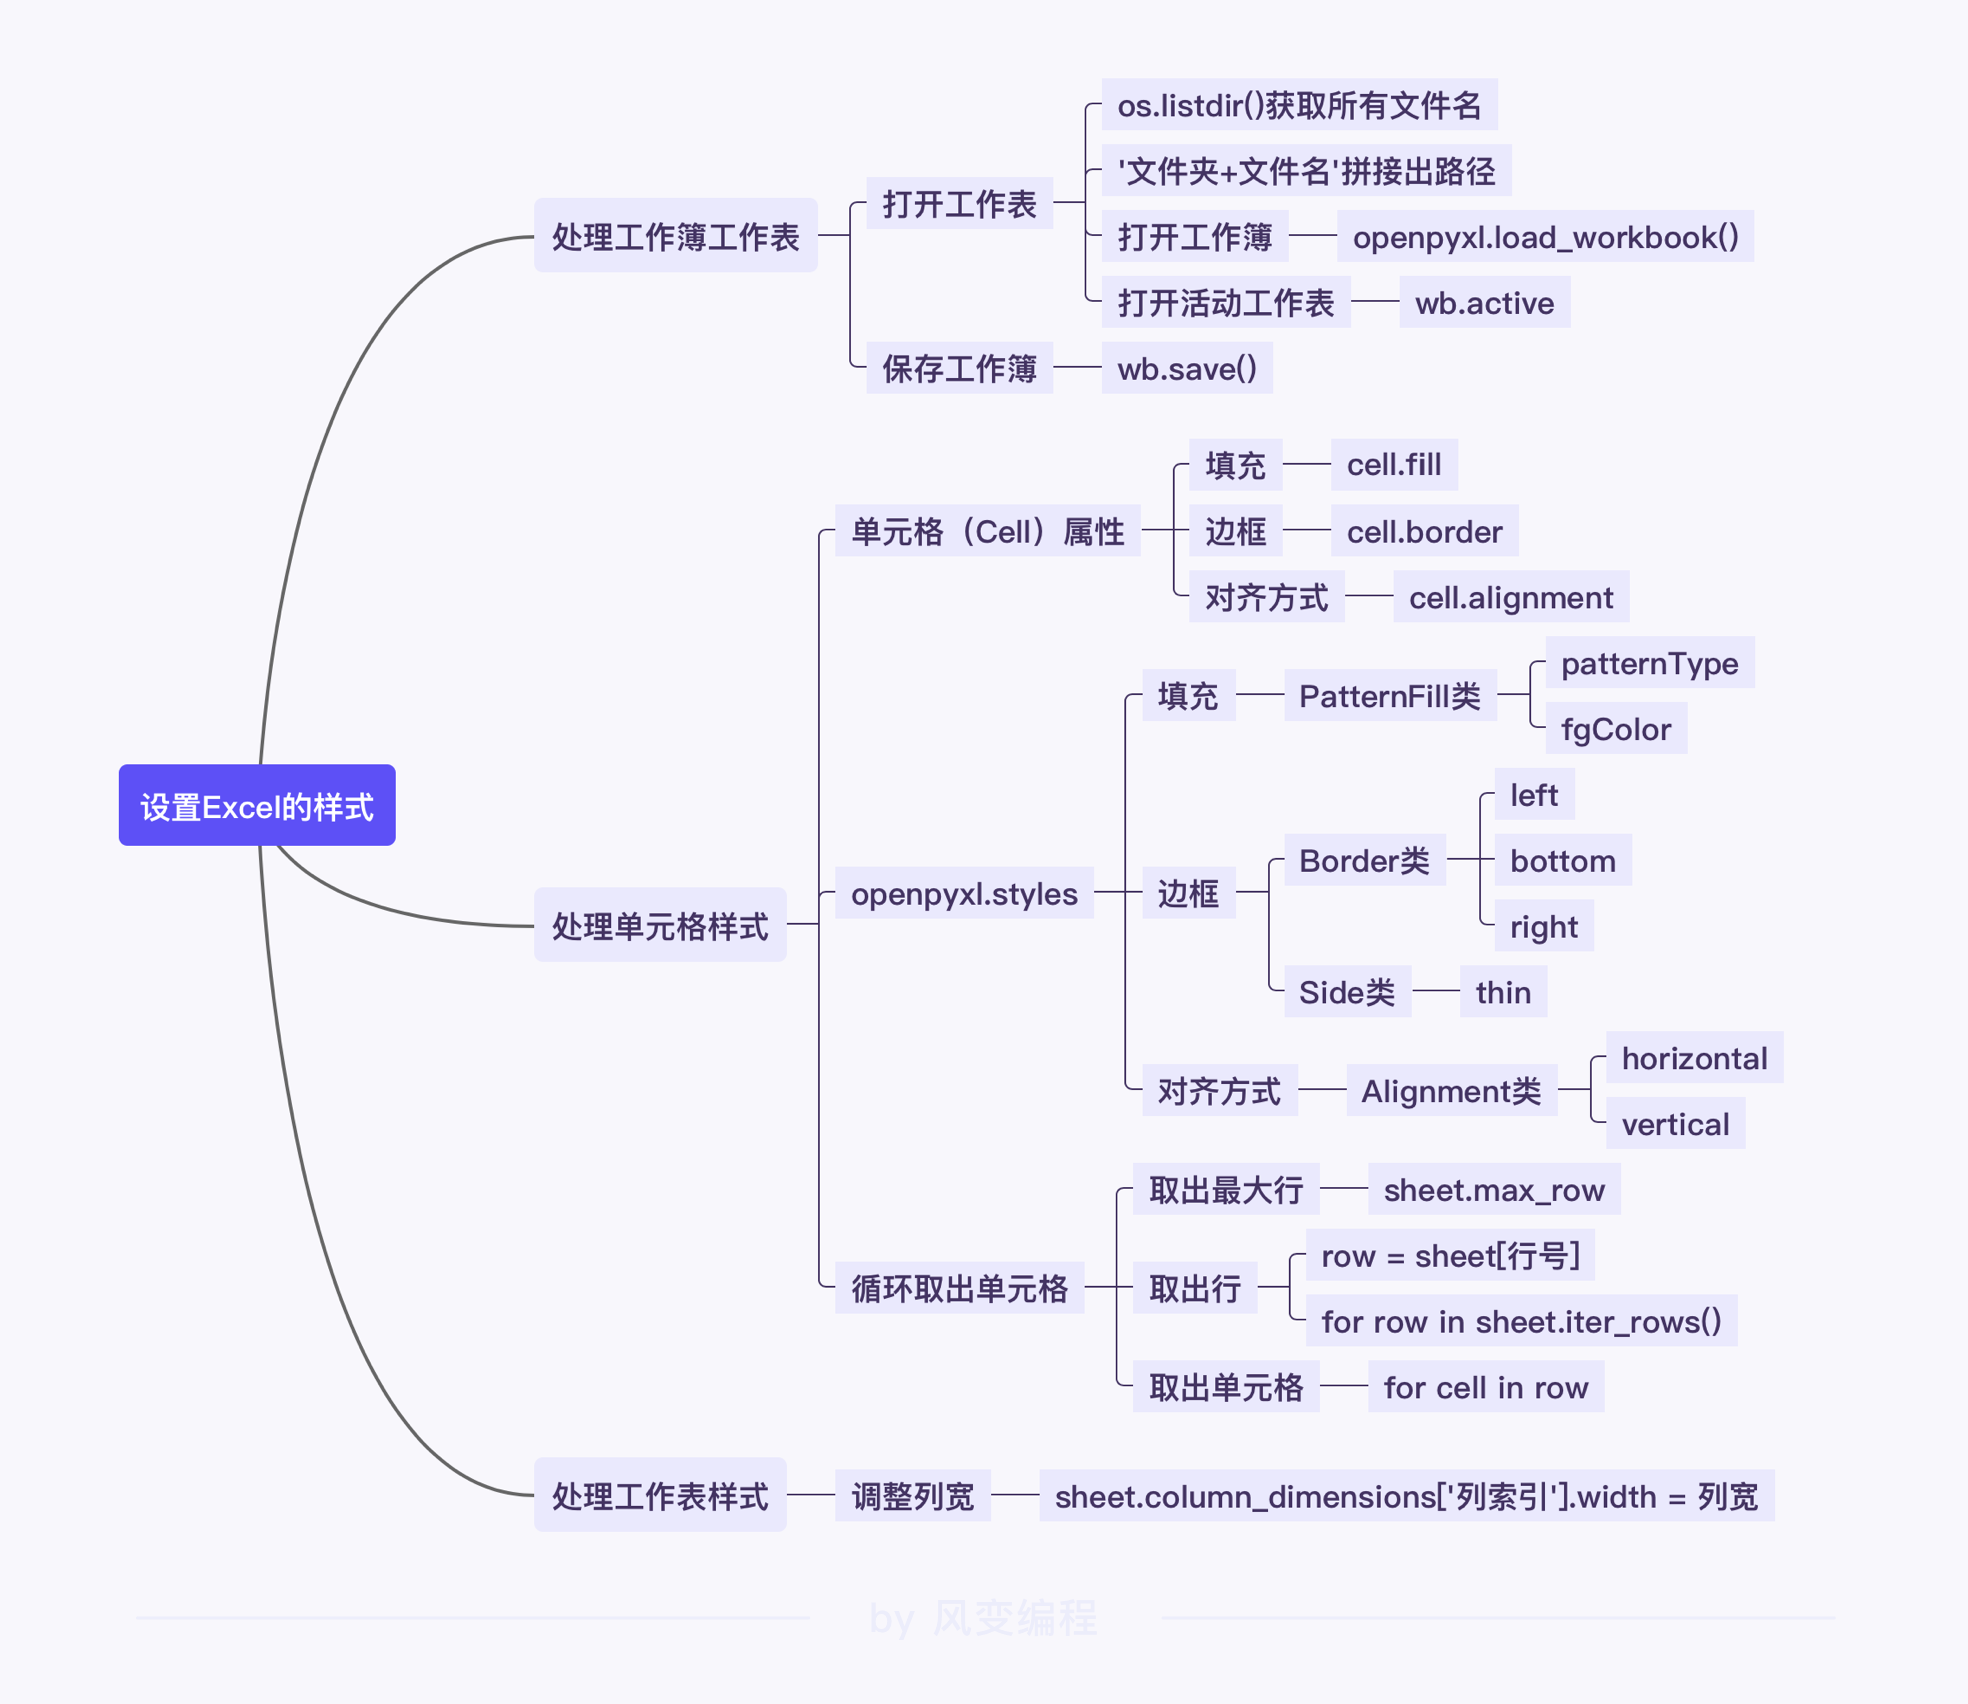 设置Excel的样式
处理工作簿工作表
打开工作表
os.listdir()获取所有文件名
'文件夹+文件名'拼接出路径
打开工作簿
openpyxl.load_workbook()
打开活动工作表
wb.active
保存工作簿
wb.save()
处理单元格样式
单元格（Cell）属性
填充
cell.fill
边框
cell.border
对齐方式
cell.alignment
openpyxl.styles
填充
PatternFill类
patternType
fgColor
边框
Border类
left
bottom
right
Side类
thin
对齐方式
Alignment类
horizontal
vertical
循环取出单元格
取出最大行
sheet.max_row
取出行
row = sheet[行号]
for row in sheet.iter_rows()
取出单元格
for cell in row
处理工作表样式
调整列宽
sheet.column_dimensions['列索引'].width = 列宽
by 风变编程